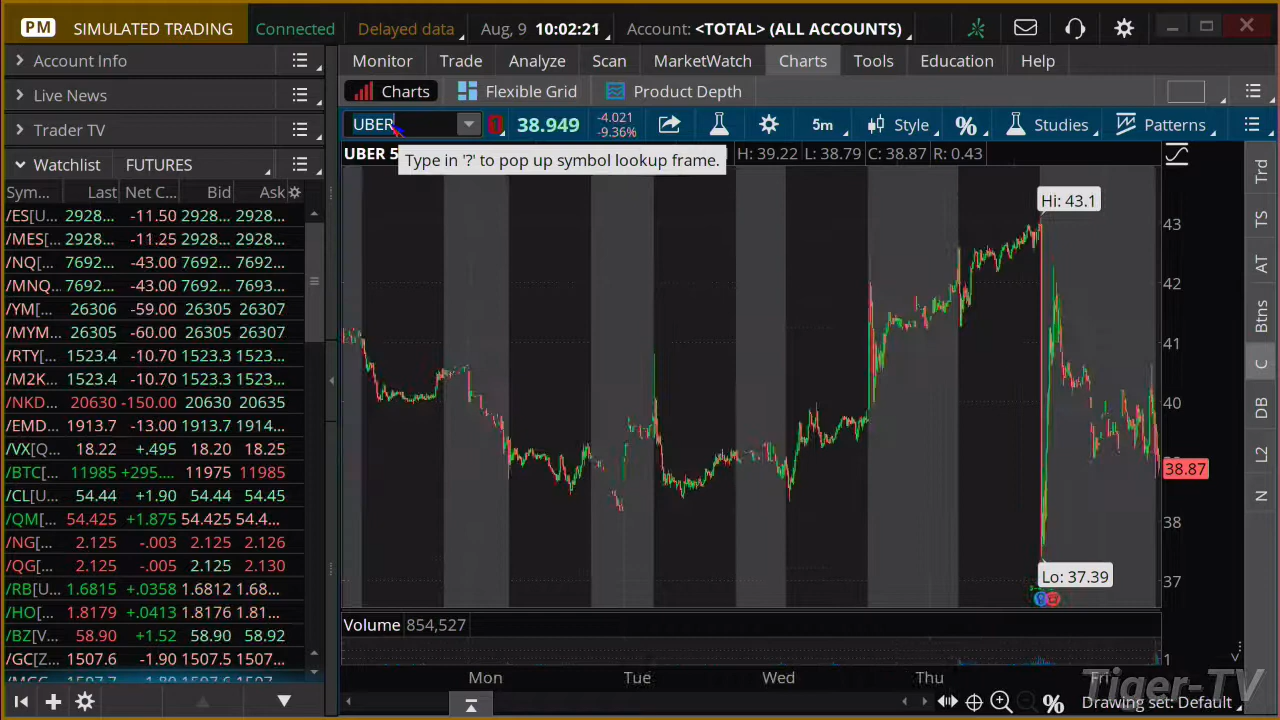 PM SIMULATED TRADING Connected Delayed data Aug, 9 10:02:21 Account: <TOTAL> (ALL ACCOUNTS)
Account Info
Live News
Trader TV
Watchlist FUTURES
Sym... Last Net C... Bid Ask
/ES[U... 2928... -11.50 2928... 2928...
/MES[... 2928... -11.25 2928... 2928...
/NQ[... 7692... -43.00 7692... 7692...
/MNQ... 7692... -43.00 7692... 7693...
/YM[... 26306 -59.00 26306 26307
/MYM... 26305 -60.00 26305 26307
/RTY[... 1523.4 -10.70 1523.3 1523...
/M2K... 1523.4 -10.70 1523.3 1523...
/NKD... 20630 -150.00 20630 20635
/EMD... 1913.7 -13.00 1913.7 1914...
/VX[Q... 18.22 +.495 18.20 18.25
/BTC[... 11985 +295.... 11975 11985
/CL[U... 54.44 +1.90 54.44 54.45
/QM[... 54.425 +1.875 54.425 54.4...
/NG[... 2.125 -.003 2.125 2.126
/QG[... 2.125 -.005 2.125 2.130
/RB[U... 1.6815 +.0358 1.6812 1.68...
/HO[... 1.8179 +.0413 1.8176 1.81...
/BZ[V... 58.90 +1.52 58.90 58.92
/GC[Z... 1507.6 -1.90 1507.5 1507...
Monitor Trade Analyze Scan MarketWatch Charts Tools Education Help
Charts Flexible Grid Product Depth
UBER 1 38.949 -4.021 -9.36% 5m Style % Studies Patterns
UBER 5 H: 39.22 L: 38.79 C: 38.87 R: 0.43
Type in '?' to pop up symbol lookup frame.
Hi: 43.1
43
42
41
40
38.87
38
Lo: 37.39
37
Volume 854,527
1
Mon Tue Wed Thu Fri
% Drawing set: Default
Trd
TS
AT
Btns
C
DB
L2
N
Tiger-TV